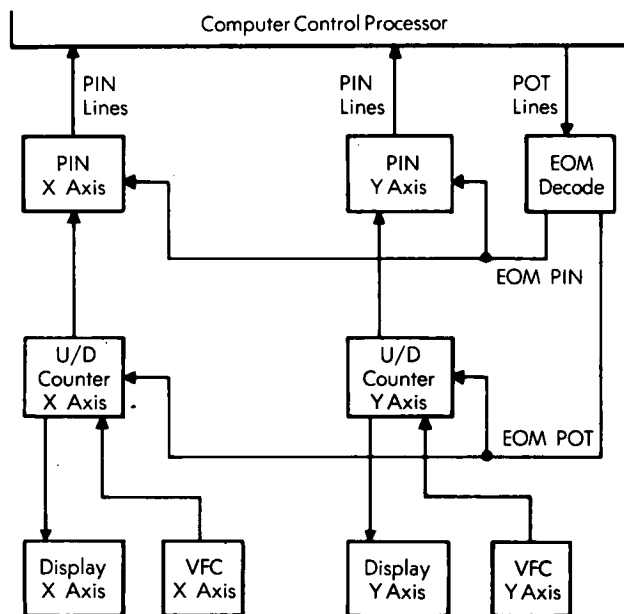 Computer Control Processor
PIN
Lines
PIN
Lines
POT
Lines
PIN
X Axis
PIN
Y Axis
EOM
Decode
EOM PIN
U/D
Counter
X Axis
U/D
Counter
Y Axis
EOM POT
Display
X Axis
VFC
X Axis
Display
Y Axis
VFC
Y Axis